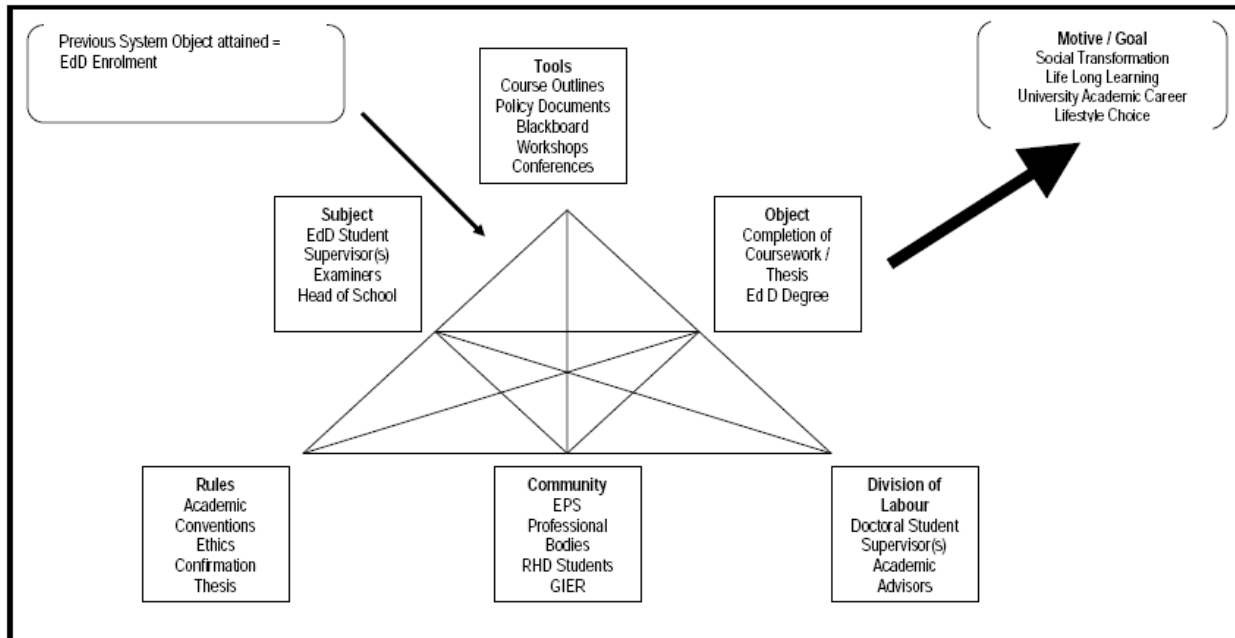 Previous System Object attained =
EdD Enrolment
Tools
Course Outlines
Policy Documents
Blackboard
Workshops
Conferences
Motive / Goal
Social Transformation
Life Long Learning
University Academic Career
Lifestyle Choice
Subject
EdD Student
Supervisor(s)
Examiners
Head of School
Object
Completion of
Coursework /
Thesis
Ed D Degree
Rules
Academic
Conventions
Ethics
Confirmation
Thesis
Community
EPS
Professional
Bodies
RHD Students
GIER
Division of
Labour
Doctoral Student
Supervisor(s)
Academic
Advisors